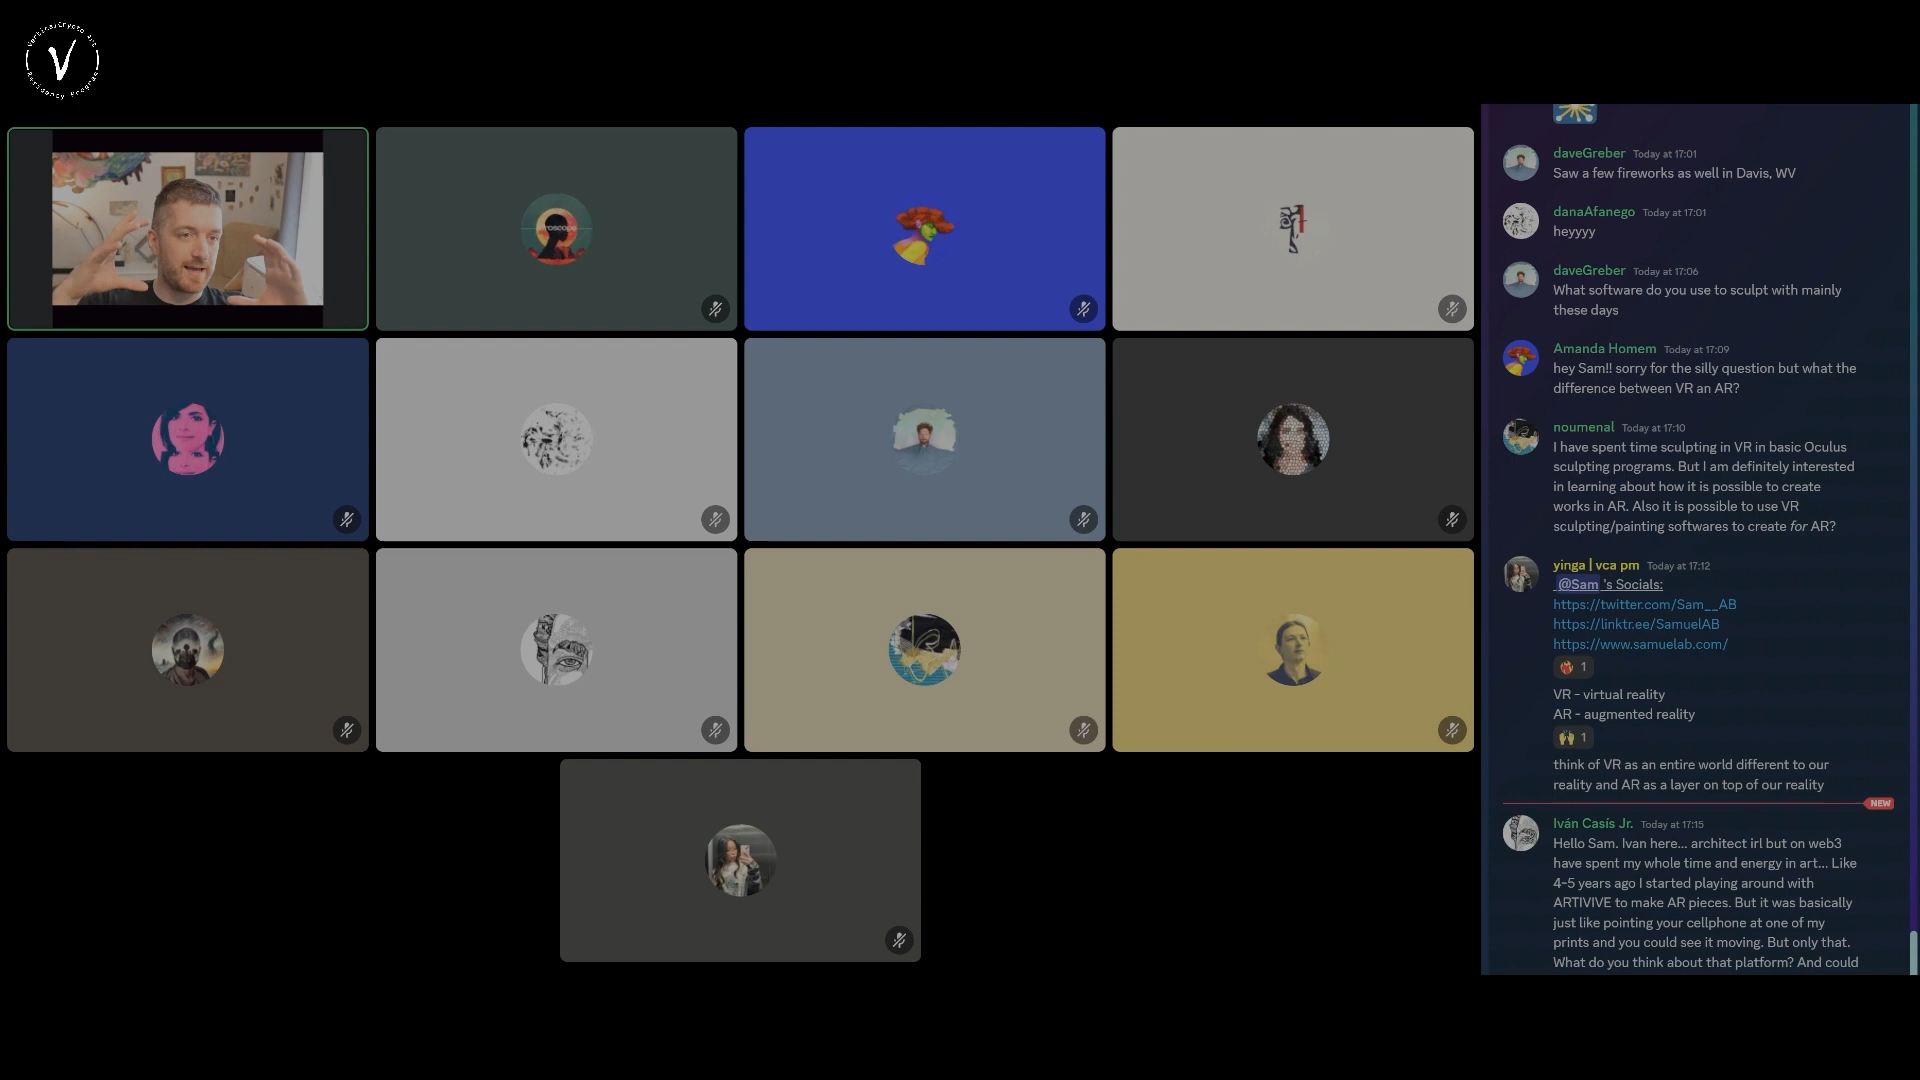 Vertical Crypto Art
V
Residency Program
roscope
daveGreber Today at 17:01
Saw a few fireworks as well in Davis, WV
danaAfanego Today at 17:01
heyyyy
daveGreber Today at 17:06
What software do you use to sculpt with mainly
these days
Amanda Homem Today at 17:09
hey Sam!! sorry for the silly question but what the
difference between VR an AR?
noumenal Today at 17:10
I have spent time sculpting in VR in basic Oculus
sculpting programs. But I am definitely interested
in learning about how it is possible to create
works in AR. Also it is possible to use VR
sculpting/painting softwares to create for AR?
yinga | vca pm Today at 17:12
@Sam 's Socials:
https://twitter.com/Sam__AB
https://linktr.ee/SamuelAB
https://www.samuelab.com/
1
VR - virtual reality
AR - augmented reality
1
think of VR as an entire world different to our
reality and AR as a layer on top of our reality
NEW
Iván Casís Jr. Today at 17:15
Hello Sam. Ivan here... architect irl but on web3
have spent my whole time and energy in art... Like
4-5 years ago I started playing around with
ARTIVIVE to make AR pieces. But it was basically
just like pointing your cellphone at one of my
prints and you could see it moving. But only that.
What do you think about that platform? And could